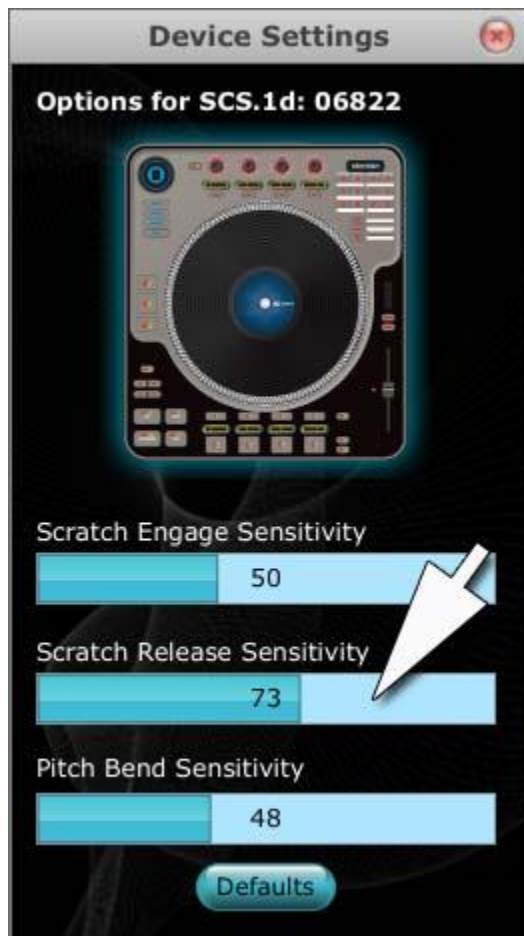 Device Settings
Options for SCS.1d: 06822
Scratch Engage Sensitivity
50
Scratch Release Sensitivity
73
Pitch Bend Sensitivity
48
Defaults